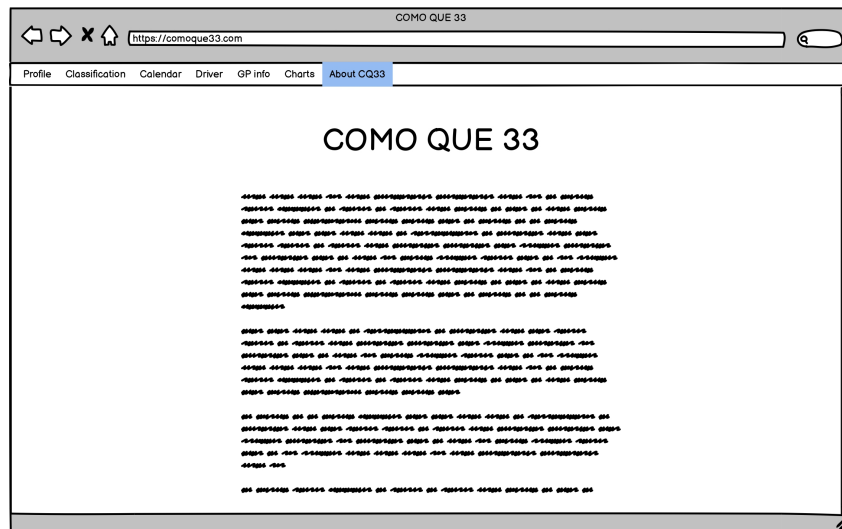 COMO QUE 33
https://comoque33.com
Profile Classification Calendar Driver GP info Charts About CQ33
COMO QUE 33